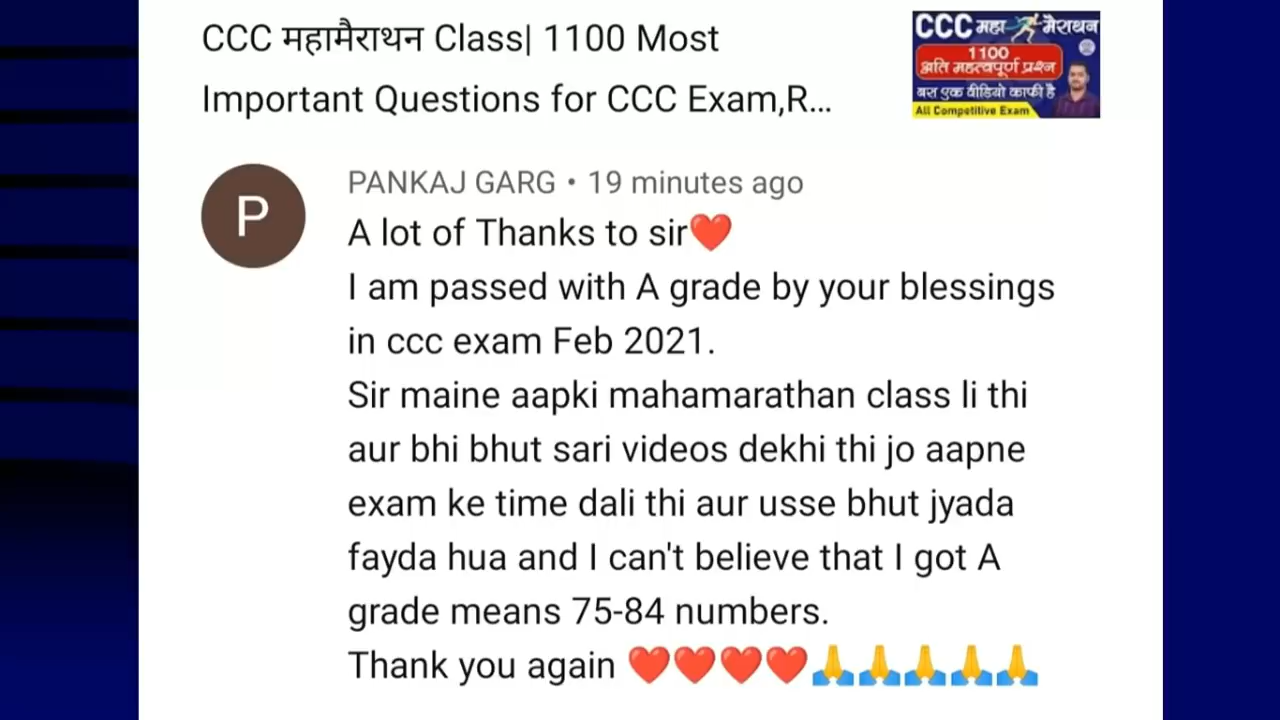 CCC महामैराथन Class| 1100 Most
Important Questions for CCC Exam,R...
CCC महा मैराथन
1100
अति महत्वपूर्ण प्रश्न
बस एक वीडियो काफी है
All Competitive Exam
P
PANKAJ GARG • 19 minutes ago
A lot of Thanks to sir❤️
I am passed with A grade by your blessings
in ccc exam Feb 2021.
Sir maine aapki mahamarathan class li thi
aur bhi bhut sari videos dekhi thi jo aapne
exam ke time dali thi aur usse bhut jyada
fayda hua and I can't believe that I got A
grade means 75-84 numbers.
Thank you again ❤️❤️❤️❤️🙏🙏🙏🙏🙏